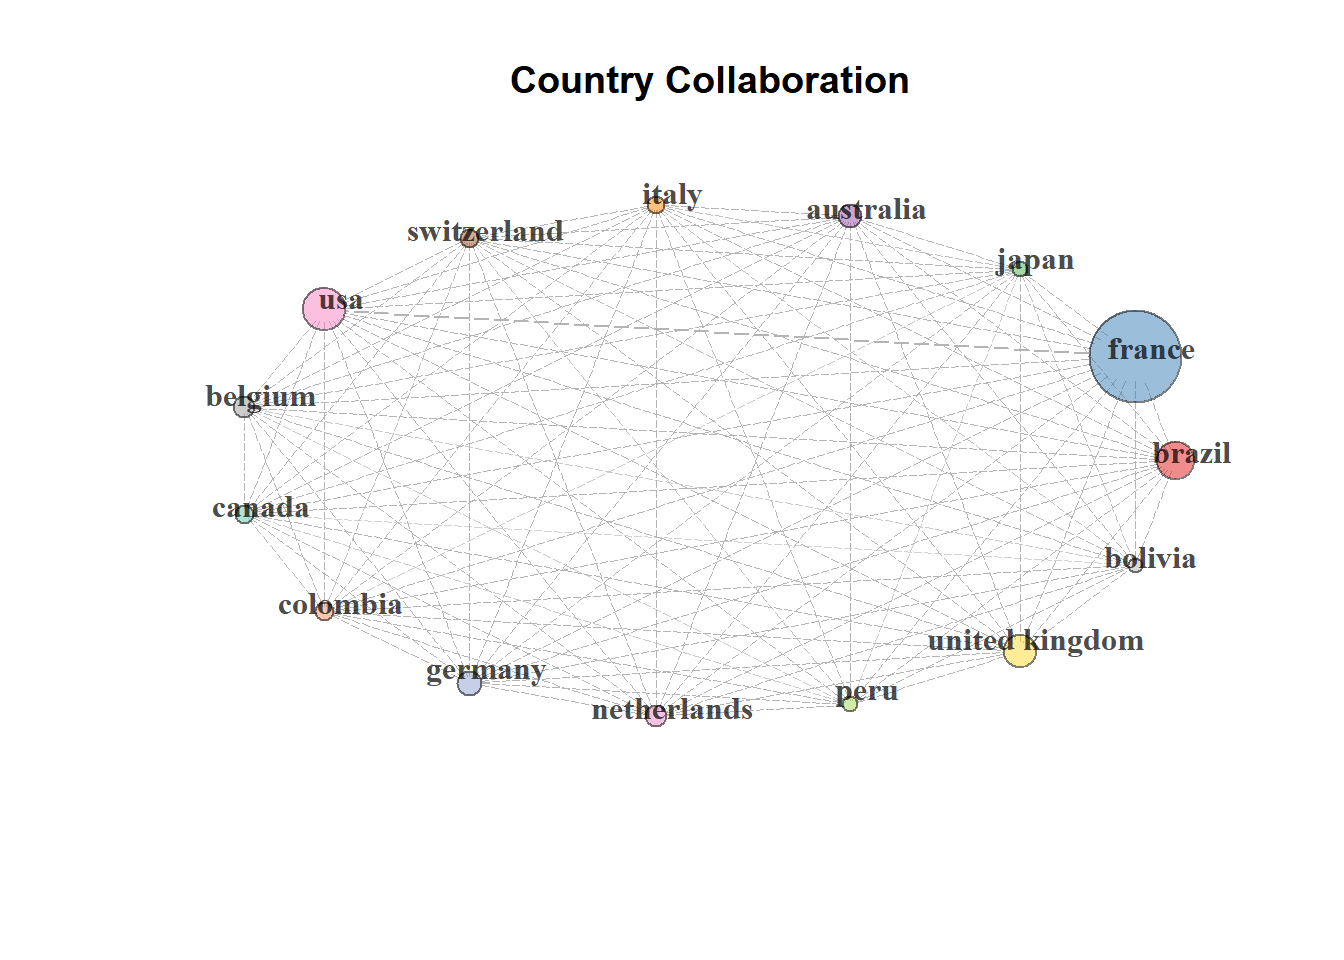 Country Collaboration
italy
australia
switzerland
japan
usa
france
belgium
brazil
canada
bolivia
colombia
united kingdom
germany
peru
netherlands